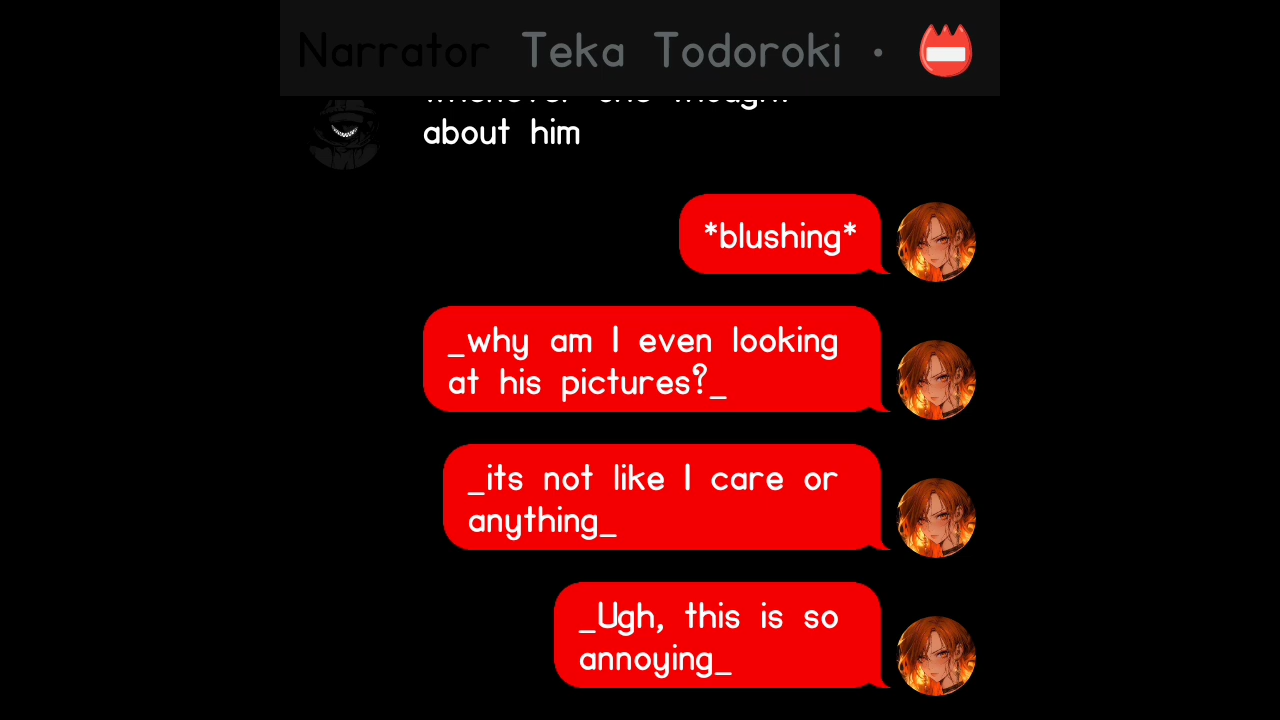 Narrator Teka Todoroki •
about him
*blushing*
_why am I even looking
at his pictures?_
_its not like I care or
anything_
_Ugh, this is so
annoying_